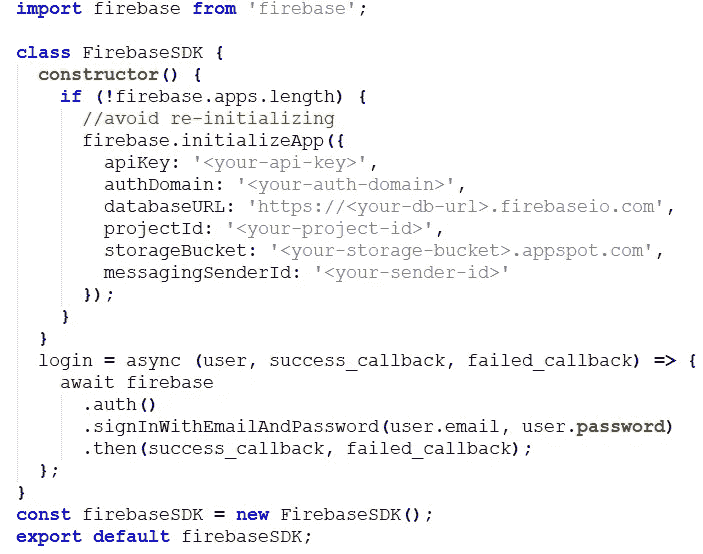 import firebase from 'firebase';

class FirebaseSDK {
  constructor() {
    if (!firebase.apps.length) {
      //avoid re-initializing
      firebase.initializeApp({
        apiKey: '<your-api-key>',
        authDomain: '<your-auth-domain>',
        databaseURL: 'https://<your-db-url>.firebaseio.com',
        projectId: '<your-project-id>',
        storageBucket: '<your-storage-bucket>.appspot.com',
        messagingSenderId: '<your-sender-id>'
      });
    }
  }
  login = async (user, success_callback, failed_callback) => {
    await firebase
      .auth()
      .signInWithEmailAndPassword(user.email, user.password)
      .then(success_callback, failed_callback);
  };
}
const firebaseSDK = new FirebaseSDK();
export default firebaseSDK;